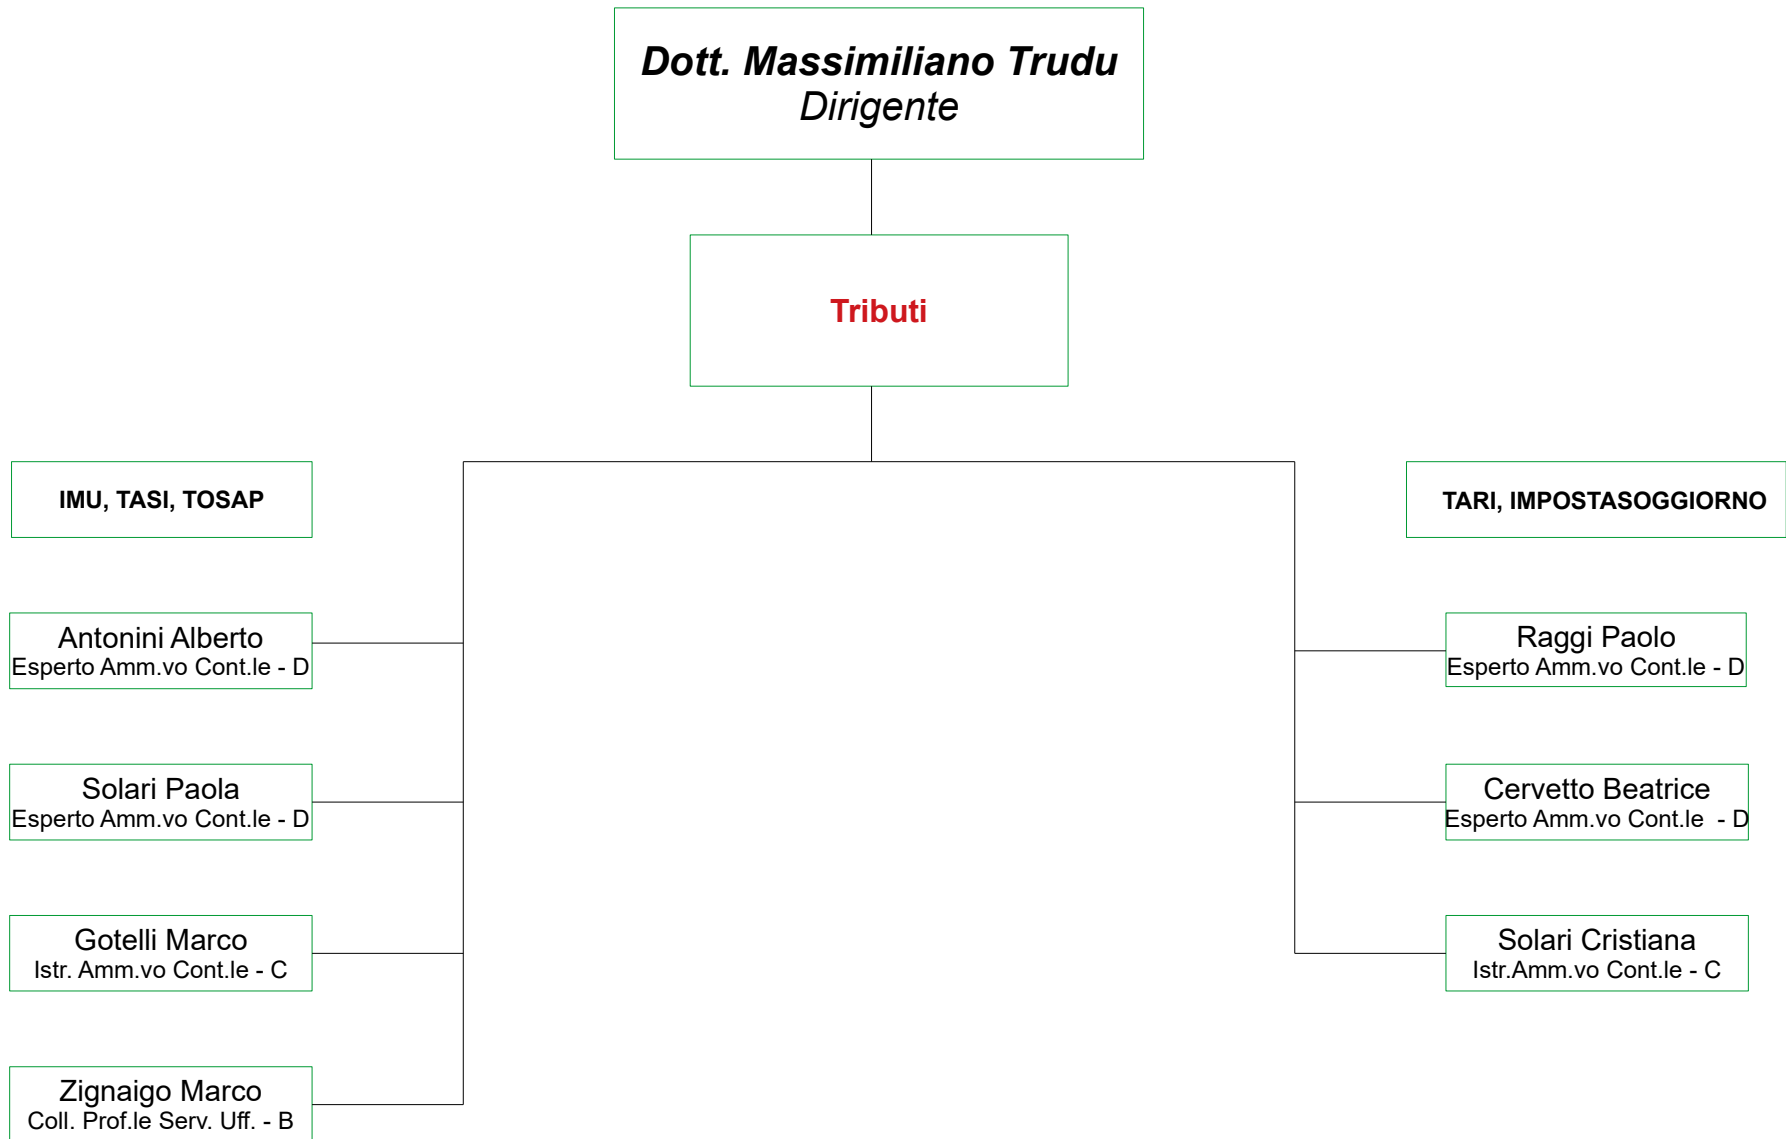 Dott. Massimiliano Trudu
Dirigente
Tributi
IMU, TASI, TOSAP
TARI, IMPOSTASOGGIORNO
Antonini Alberto
Esperto Amm.vo Cont.le - D
Raggi Paolo
Esperto Amm.vo Cont.le - D
Solari Paola
Esperto Amm.vo Cont.le - D
Cervetto Beatrice
Esperto Amm.vo Cont.le - D
Gotelli Marco
Istr. Amm.vo Cont.le - C
Solari Cristiana
Istr.Amm.vo Cont.le - C
Zignaigo Marco
Coll. Prof.le Serv. Uff. - B